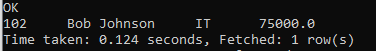 OK
102     Bob Johnson     IT      75000.0
Time taken: 0.124 seconds, Fetched: 1 row(s)